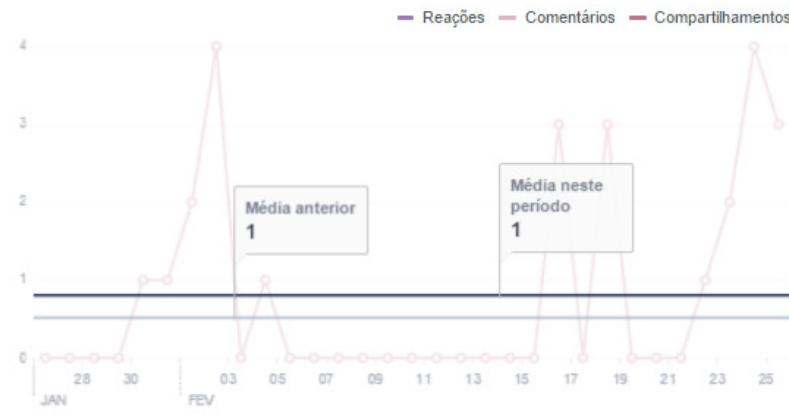 Reações Comentários Compartilhamentos
4
3
Média neste
período
1
2
Média anterior
1
1
0
28 30 03 05 07 09 11 13 15 17 19 21 23 25
JAN FEV